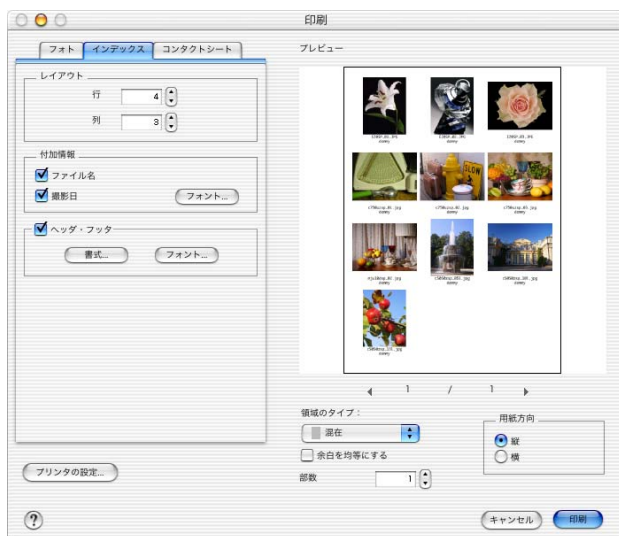 印刷
フォト インデックス コンタクトシート
レイアウト
行 4
列 3
付加情報
ファイル名
撮影日 フォント...
ヘッダ・フッタ
書式... フォント...
プレビュー
SLOW
1 / 1
領域のタイプ：
混在
余白を均等にする
部数 1
用紙方向
縦
横
プリンタの設定...
?
キャンセル 印刷